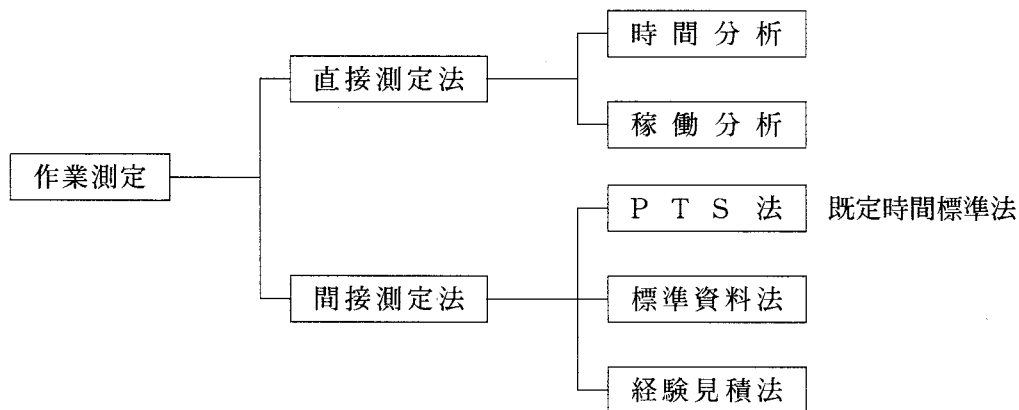 作業測定
直接測定法
時間分析
稼働分析
間接測定法
PTS法 既定時間標準法
標準資料法
経験見積法